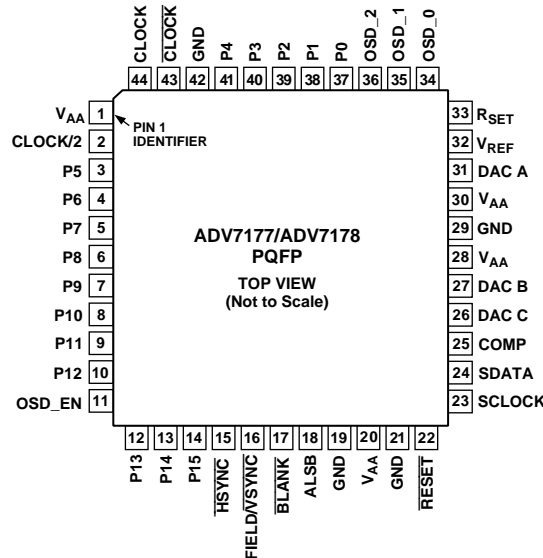 CLOCK
CLOCK
GND
P4
P3
P2
P1
P0
OSD_2
OSD_1
OSD_0
44 43 42 41 40 39 38 37 36 35 34
VAA 1
CLOCK/2 2
P5 3
P6 4
P7 5
P8 6
P9 7
P10 8
P11 9
P12 10
OSD_EN 11
PIN 1
IDENTIFIER
ADV7177/ADV7178
PQFP
TOP VIEW
(Not to Scale)
33 RSET
32 VREF
31 DAC A
30 VAA
29 GND
28 VAA
27 DAC B
26 DAC C
25 COMP
24 SDATA
23 SCLOCK
12 13 14 15 16 17 18 19 20 21 22
P13
P14
P15
HSYNC
FIELD/VSYNC
BLANK
ALSB
GND
VAA
GND
RESET